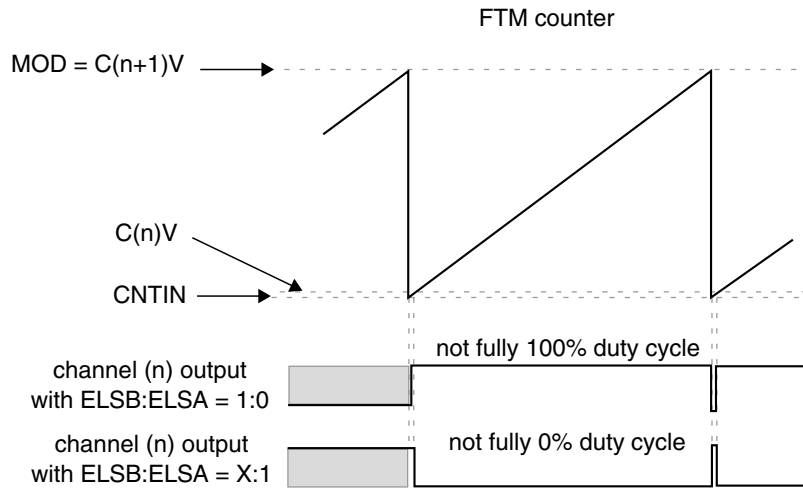 FTM counter
MOD = C(n+1)V
C(n)V
CNTIN
not fully 100% duty cycle
channel (n) output
with ELSB:ELSA = 1:0
not fully 0% duty cycle
channel (n) output
with ELSB:ELSA = X:1